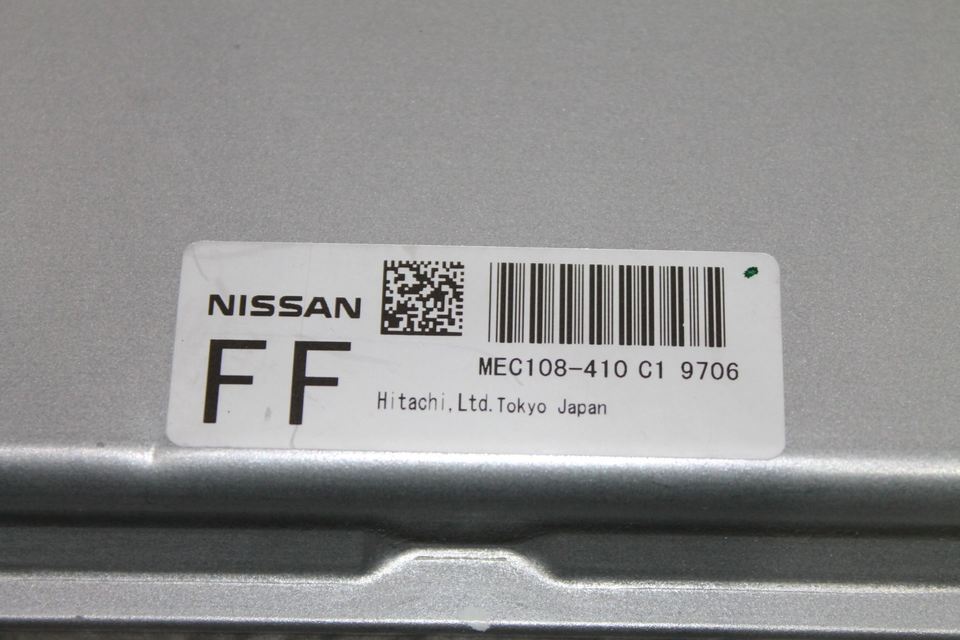 NISSAN
FF
MEC108-410 C1 9706
Hitachi,Ltd.Tokyo Japan